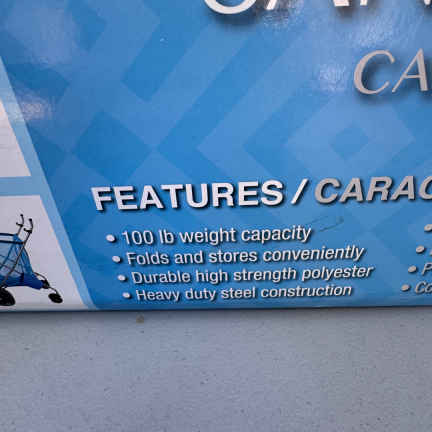 CA
FEATURES / CARAC
• 100 lb weight capacity
• Folds and stores conveniently
• Durable high strength polyester
• Heavy duty steel construction
• P
• Co